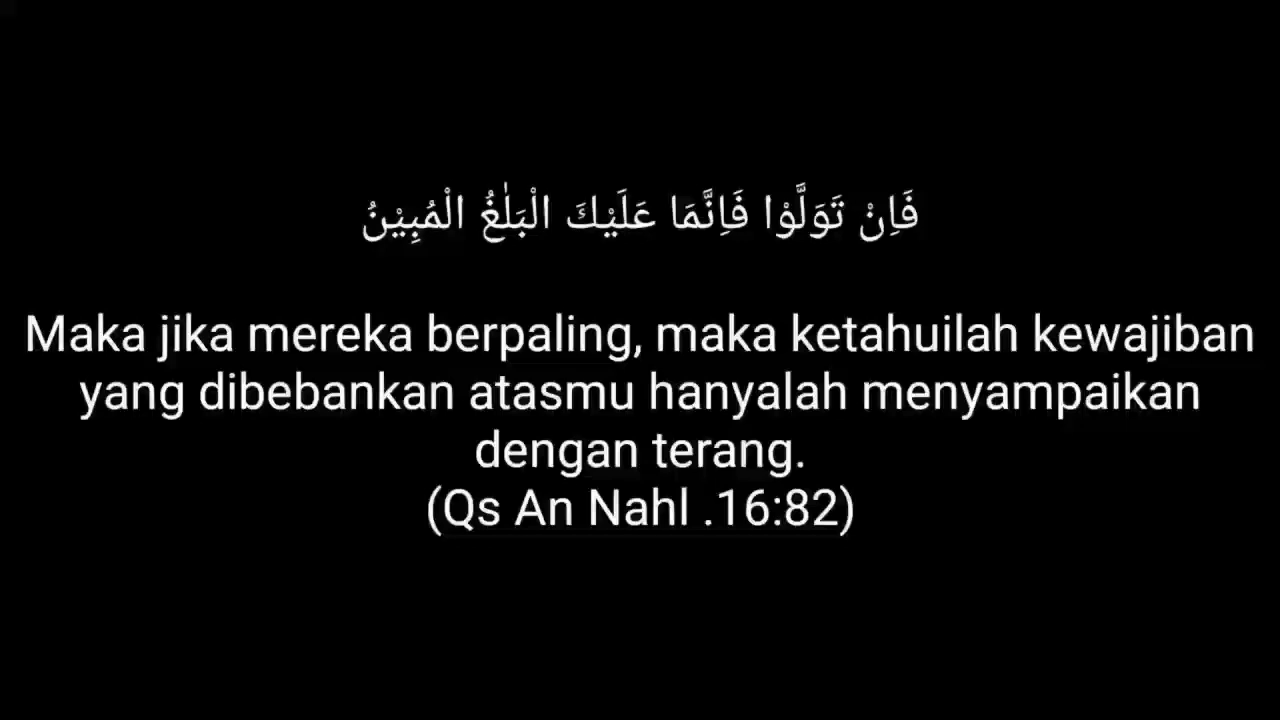 فَاِنْ تَوَلَّوْا فَاِنَّمَا عَلَيْكَ الْبَلٰغُ الْمُبِيْنُ
Maka jika mereka berpaling, maka ketahuilah kewajiban
yang dibebankan atasmu hanyalah menyampaikan
dengan terang.
(Qs An Nahl .16:82)